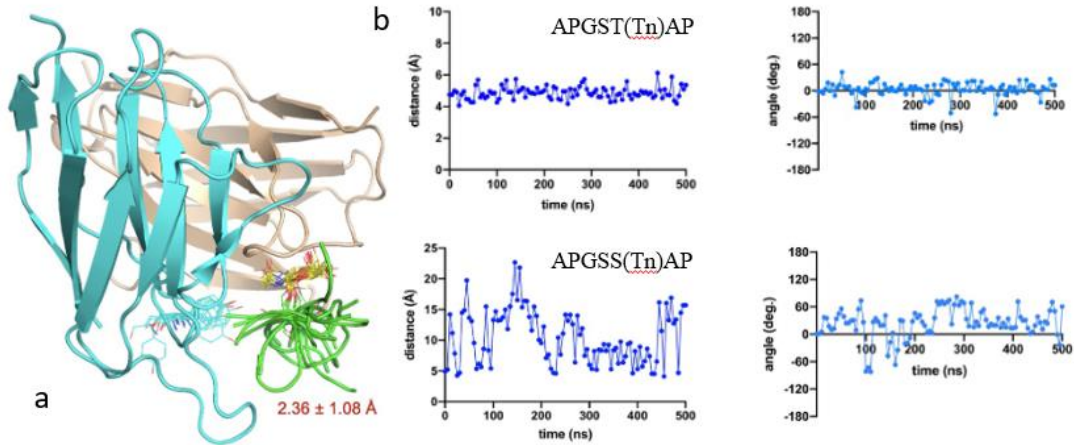 b
APGST(Tn)AP
distance (Å)
10
8
6
4
2
0
0 100 200 300 400 500
time (ns)
angle (deg.)
180
120
60
0
-60
-120
-180
100 200 300 400 500
time (ns)
APGSS(Tn)AP
distance (Å)
25
20
15
10
5
0
0 100 200 300 400 500
time (ns)
angle (deg.)
180
120
60
0
-60
-120
-180
100 200 300 400 500
time (ns)
a
2.36 ± 1.08 Å